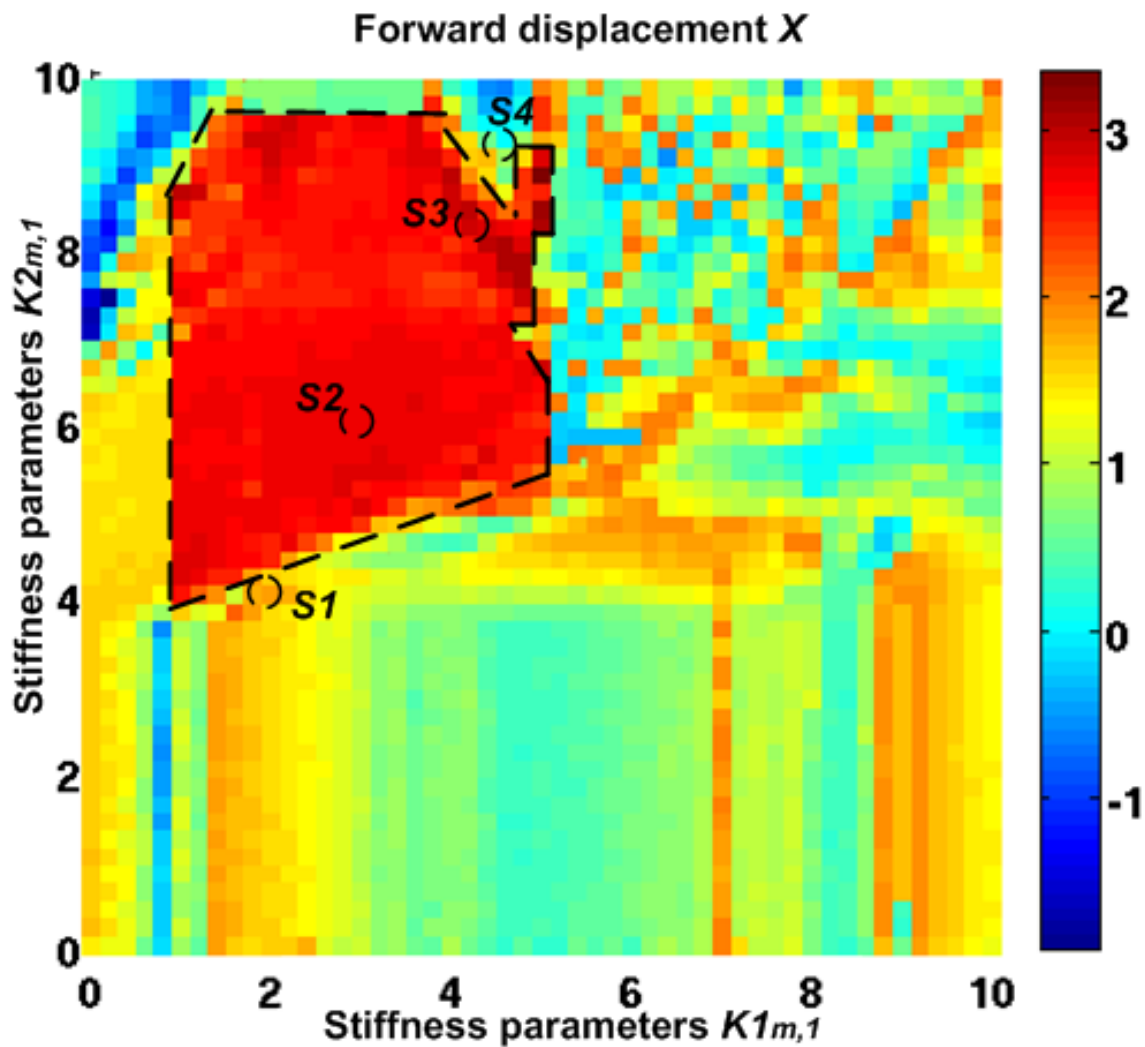 Forward displacement X
10
8
6
4
2
0
Stiffness parameters K2m,1
S4
S3
S2
S1
0 2 4 6 8 10
Stiffness parameters K1m,1
3
2
1
0
-1